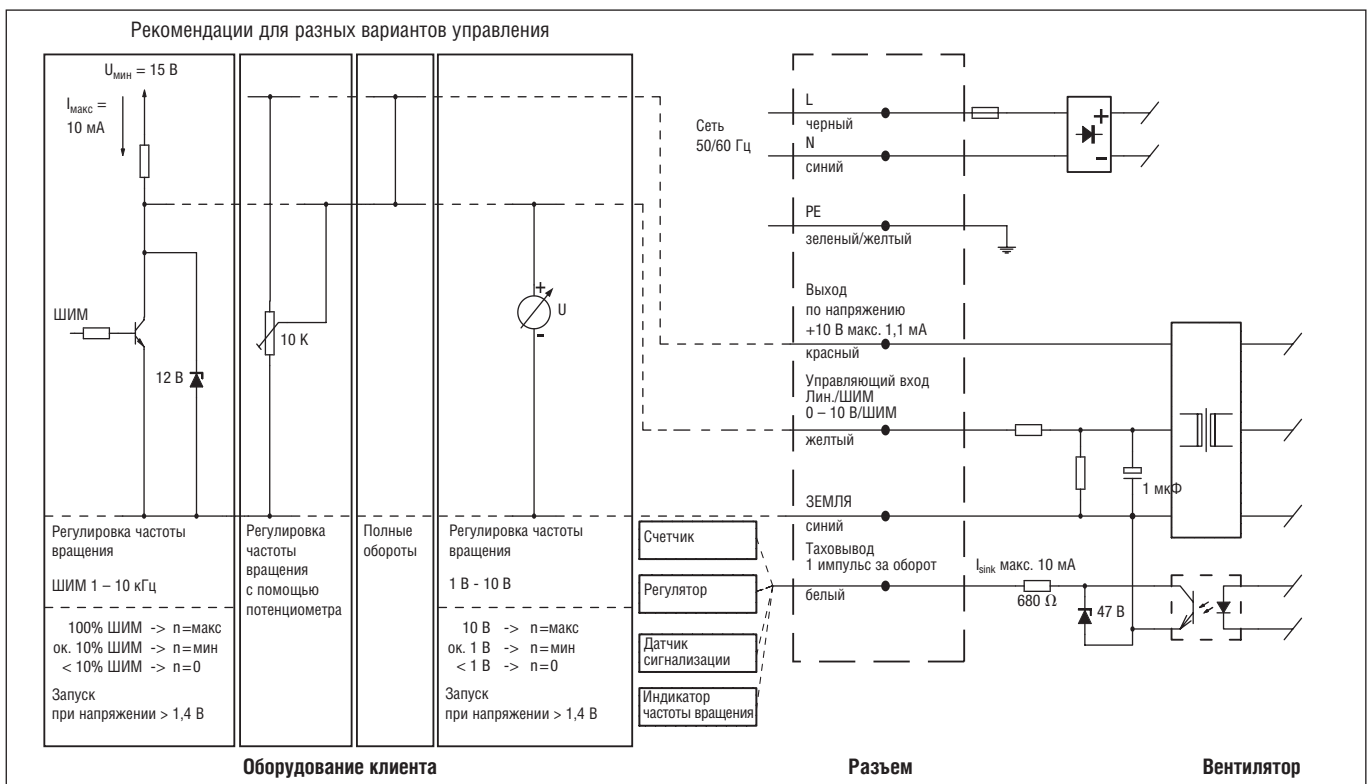 Рекомендации для разных вариантов управления
Uмин = 15 В
Iмакс =
10 мА
ШИМ
12 В
Регулировка частоты
вращения
ШИМ 1 – 10 кГц
100% ШИМ -> n=макс
ок. 10% ШИМ -> n=мин
< 10% ШИМ -> n=0
Запуск
при напряжении > 1,4 В
10 K
Регулировка
частоты
вращения
с помощью
потенциометра
Полные
обороты
+
U
-
Регулировка частоты
вращения
1 В - 10 В
10 В -> n=макс
ок. 1 В -> n=мин
< 1 В -> n=0
Запуск
при напряжении > 1,4 В
Счетчик
Регулятор
Датчик
сигнализации
Индикатор
частоты вращения
Сеть
50/60 Гц
L
черный
N
синий
PE
зеленый/желтый
Выход
по напряжению
+10 В макс. 1,1 мА
красный
Управляющий вход
Лин./ШИМ
0 – 10 В/ШИМ
желтый
ЗЕМЛЯ
синий
Таховывод
1 импульс за оборот
белый
+
-
1 мкФ
Isink макс. 10 мА
680 Ω
47 В
Оборудование клиента
Разъем
Вентилятор